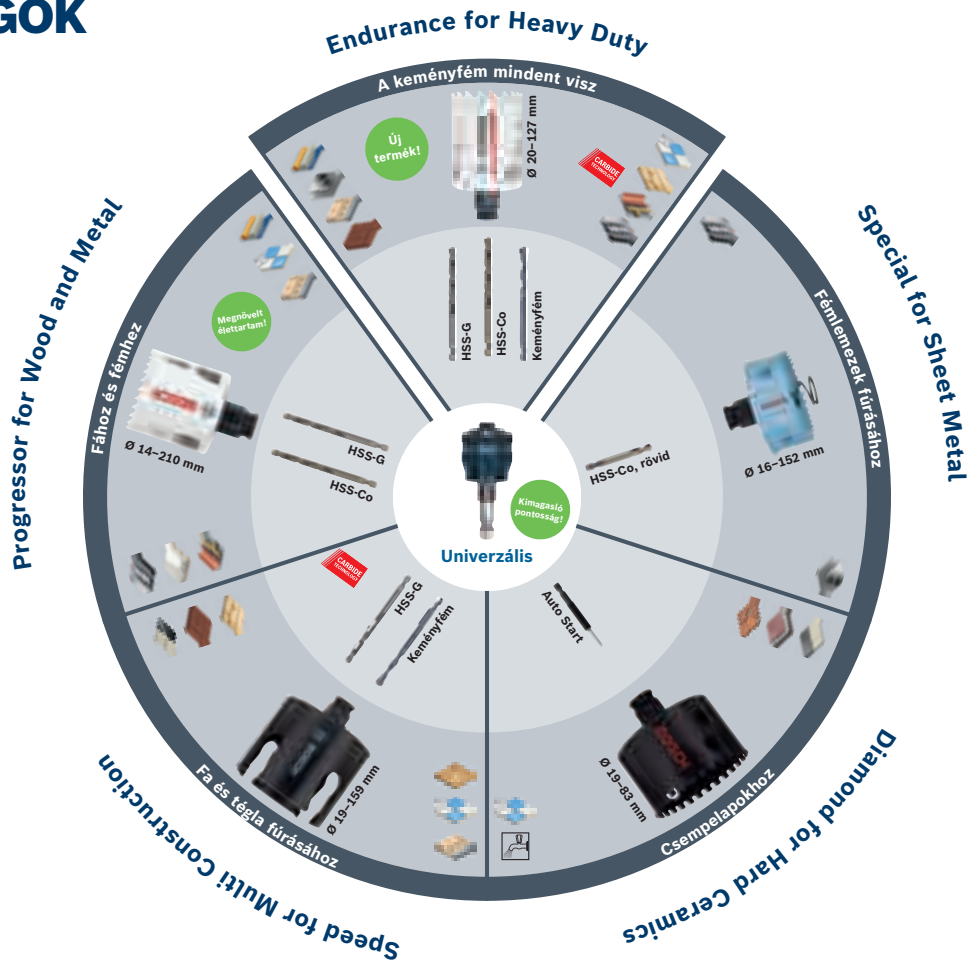 GOK
Endurance for Heavy Duty
A keményfém mindent visz
Új
termék!
Ø 20–127 mm
CARBIDE
TECHNOLOGY
HSS-G
HSS-Co
Keményfém
Special for Sheet Metal
Fémlemezek fúrásához
Ø 16–152 mm
HSS-Co, rövid
Diamond for Hard Ceramics
Csempelapokhoz
Ø 19–83 mm
Auto Start
Speed for Multi Construction
Fa és tégla fúrásához
Ø 19–159 mm
CARBIDE
TECHNOLOGY
HSS-G
Keményfém
Progressor for Wood and Metal
Fához és fémhez
Megnövelt
élettartam!
Ø 14–210 mm
HSS-G
HSS-Co
Kimagasló
pontosság!
Univerzális